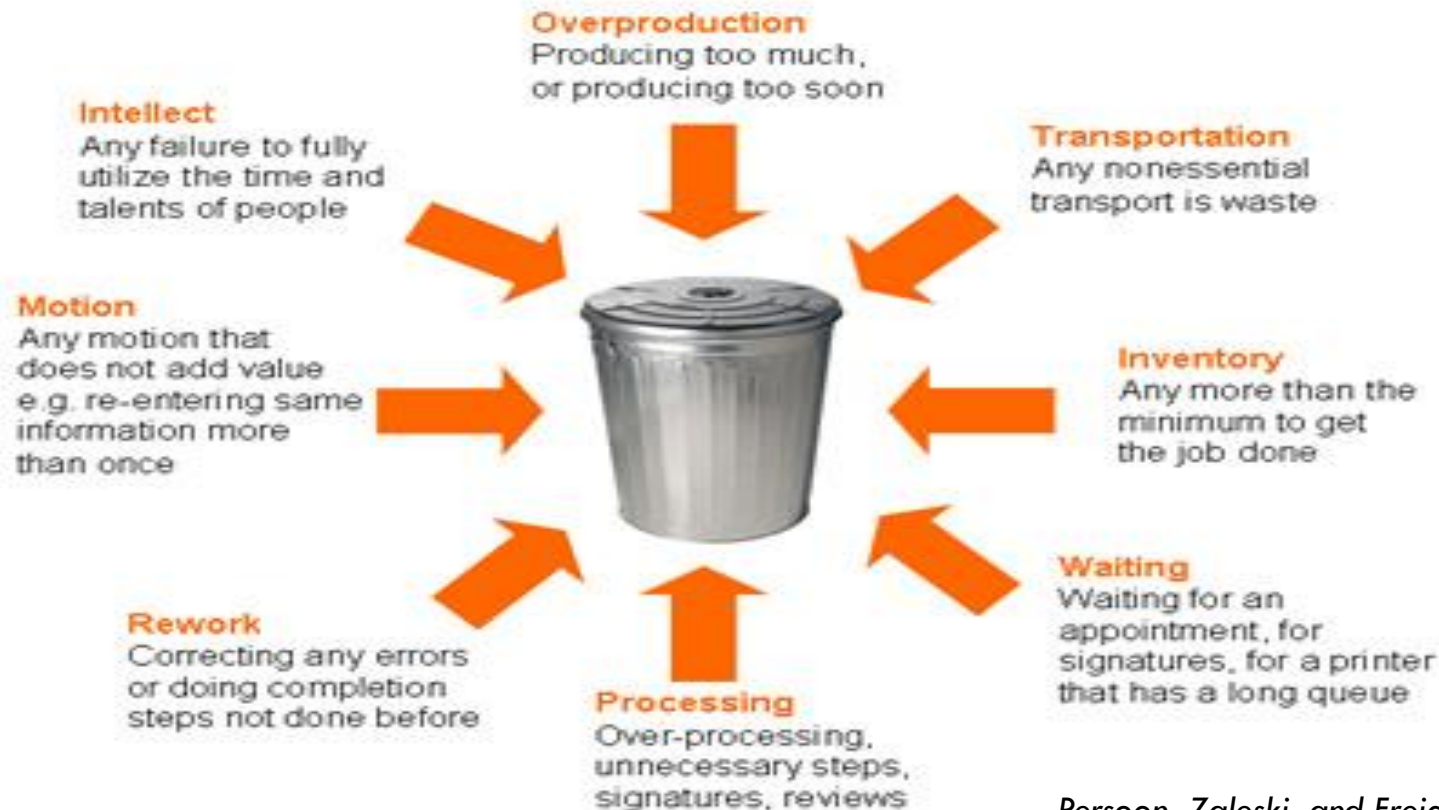 Overproduction
Producing too much,
or producing too soon
Transportation
Any nonessential
transport is waste
Inventory
Any more than the
minimum to get
the job done
Waiting
Waiting for an
appointment, for
signatures, for a printer
that has a long queue
Processing
Over-processing,
unnecessary steps,
signatures, reviews
Rework
Correcting any errors
or doing completion
steps not done before
Motion
Any motion that
does not add value
e.g. re-entering same
information more
than once
Intellect
Any failure to fully
utilize the time and
talents of people
Persoon, Zaleski, and